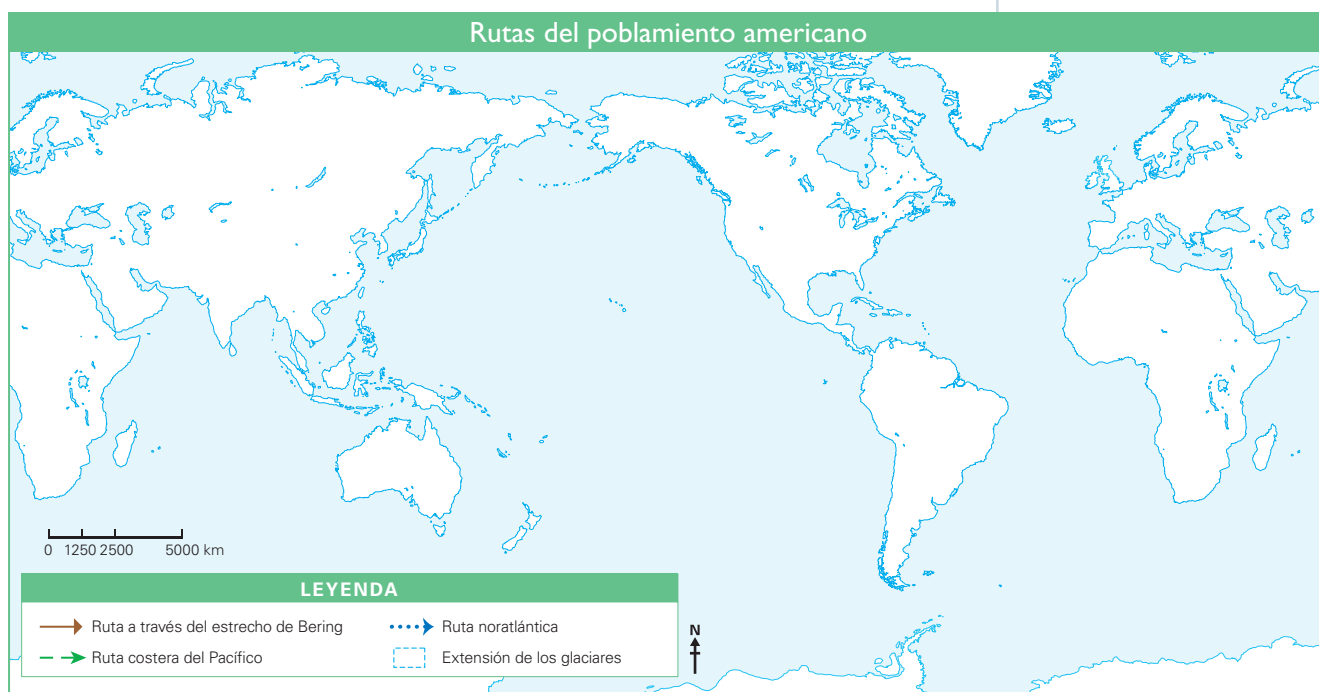 Rutas del poblamiento americano
0 1250 2500 5000 km
LEYENDA
Ruta a través del estrecho de Bering
Ruta noratlántica
Ruta costera del Pacífico
Extensión de los glaciares
N